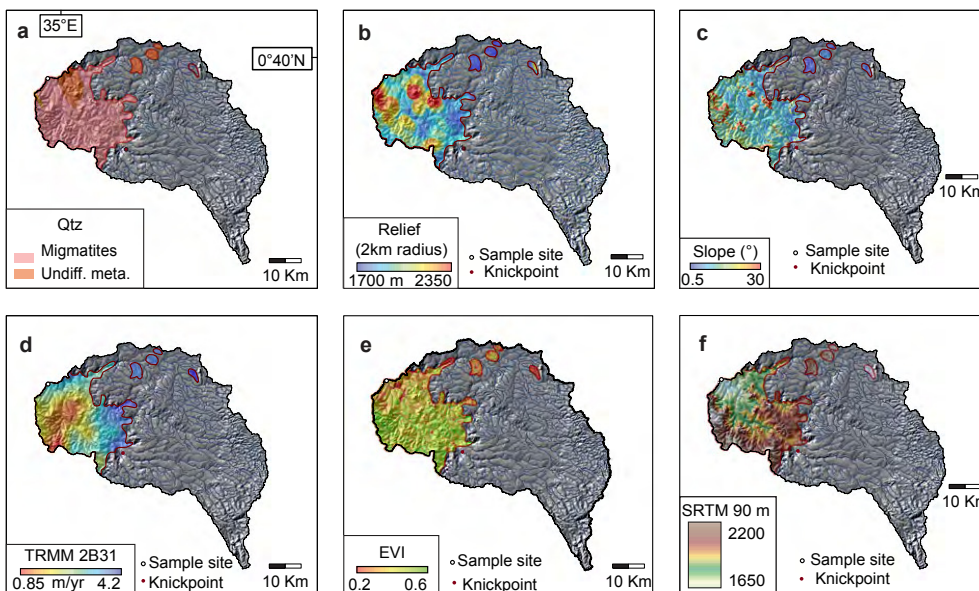 a
35°E
0°40'N
Qtz
Migmatites
Undiff. meta.
10 Km
b
Relief
(2km radius)
1700 m 2350
Sample site
Knickpoint
10 Km
c
Slope (°)
0.5 30
Sample site
Knickpoint
10 Km
d
TRMM 2B31
0.85 m/yr 4.2
Sample site
Knickpoint
10 Km
e
EVI
0.2 0.6
Sample site
Knickpoint
10 Km
f
SRTM 90 m
2200
1650
Sample site
Knickpoint
10 Km